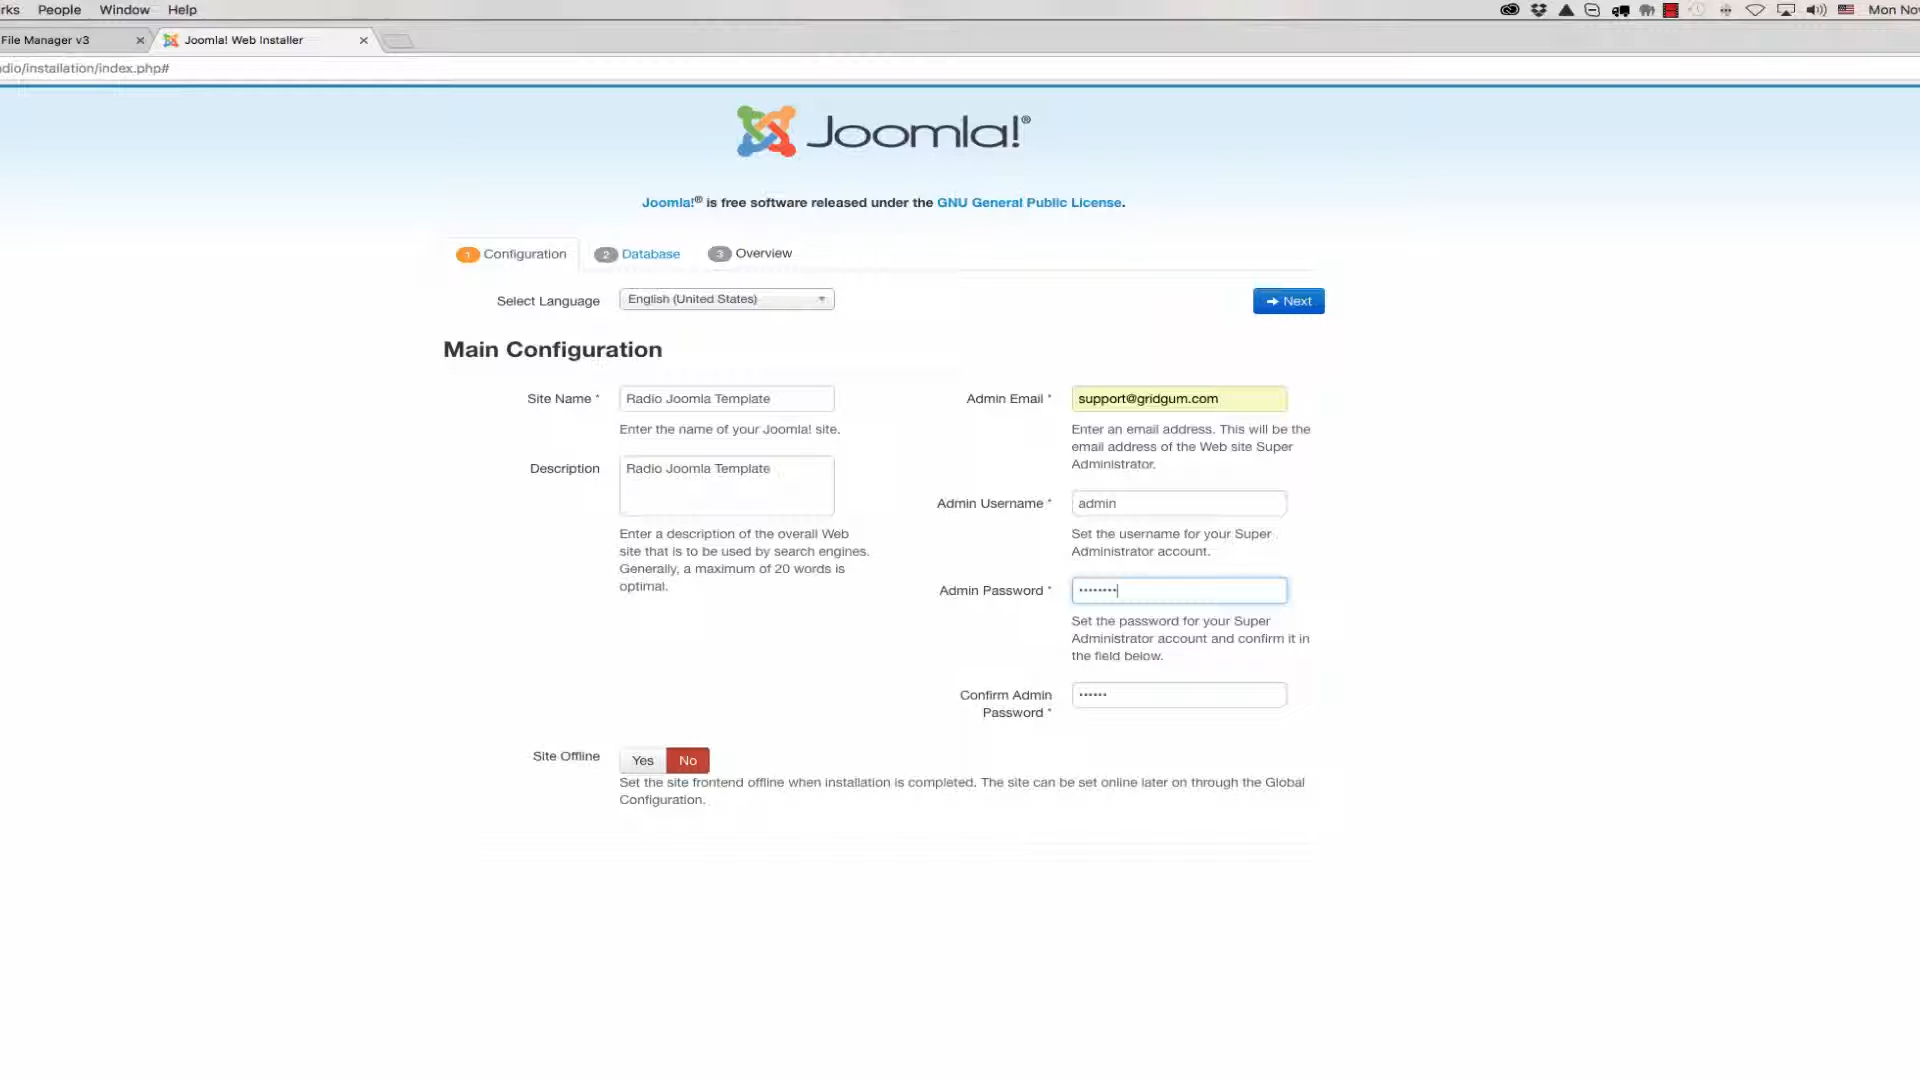 rks People Window Help Mon No
File Manager v3 Joomla! Web Installer
dio/installation/index.php#
Joomla!®
Joomla!® is free software released under the GNU General Public License.
1 Configuration 2 Database 3 Overview
Select Language English (United States) Next
Main Configuration
Site Name * Radio Joomla Template
Enter the name of your Joomla! site.
Description Radio Joomla Template
Enter a description of the overall Web
site that is to be used by search engines.
Generally, a maximum of 20 words is
optimal.
Admin Email * support@gridgum.com
Enter an email address. This will be the
email address of the Web site Super
Administrator.
Admin Username * admin
Set the username for your Super
Administrator account.
Admin Password * ••••••••
Set the password for your Super
Administrator account and confirm it in
the field below.
Confirm Admin ••••••
Password *
Site Offline Yes No
Set the site frontend offline when installation is completed. The site can be set online later on through the Global
Configuration.